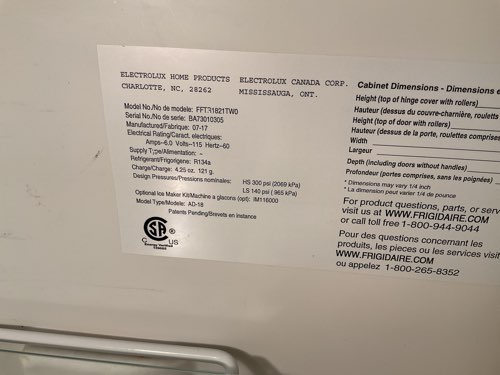 ELECTROLUX HOME PRODUCTS ELECTROLUX CANADA CORP.
CHARLOTTE, NC, 28262 MISSISSAUGA, ONT.
Model No./No de modele: FFTR1821TW0
Serial No./No de serie: BA73010305
Manufactured/Fabrique: 07-17
Electrical Rating/Caract. electriques:
Amps-6.0 Volts-115 Hertz-60
Supply Type/Alimentation: ~
Refrigerant/Frigorigene: R134a
Charge/Charge: 4.25 oz. 121 g.
Design Pressures/Pressions nominales: HS 300 psi (2069 kPa)
LS 140 psi ( 965 kPa)
Optional Ice Maker Kit/Machine a glacons (opt): IM116000
Model Type/Modele: AD-18
Patents Pending/Brevets en instance
C US
Cabinet Dimensions - Dimensions
Height (top of hinge cover with rollers)
Hauteur (dessus du couvre-charnière, roulettes
Height (top of door with rollers)
Hauteur (dessus de la porte, roulettes comprises
Width
Largeur
Depth (including doors without handles)
Profondeur (portes comprises, sans les poignées)
* Dimensions may vary 1/4 inch
* La dimension peut varier 1/4 de pounce
For product questions, parts, or serv
visit us at WWW.FRIGIDAIRE.COM
or call toll free 1-800-944-9044
Pour des questions concernant les
produits, les pieces ou les services visit
WWW.FRIGIDAIRE.COM
ou appelez 1-800-265-8352